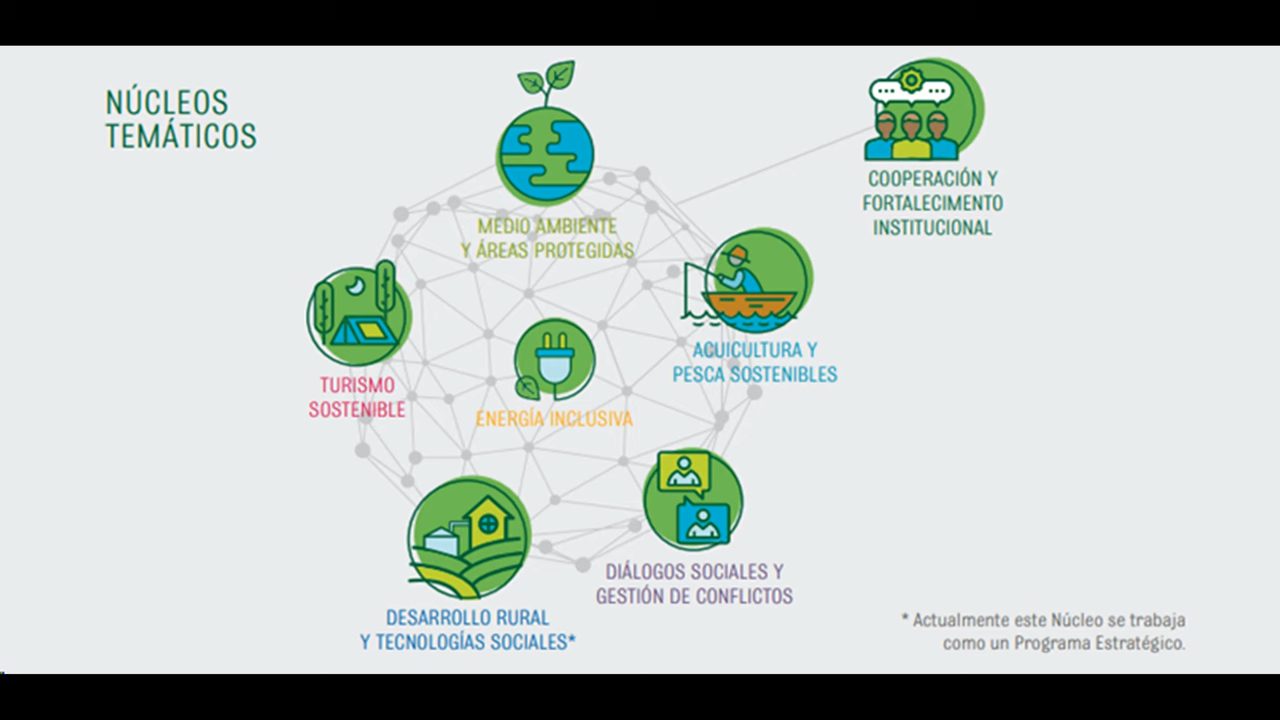 NÚCLEOS
TEMÁTICOS
MEDIO AMBIENTE
Y ÁREAS PROTEGIDAS
COOPERACIÓN Y
FORTALECIMENTO
INSTITUCIONAL
TURISMO
SOSTENIBLE
ENERGÍA INCLUSIVA
ACUICULTURA Y
PESCA SOSTENIBLES
DESARROLLO RURAL
Y TECNOLOGÍAS SOCIALES*
DIÁLOGOS SOCIALES Y
GESTIÓN DE CONFLICTOS
* Actualmente este Núcleo se trabaja
como un Programa Estratégico.